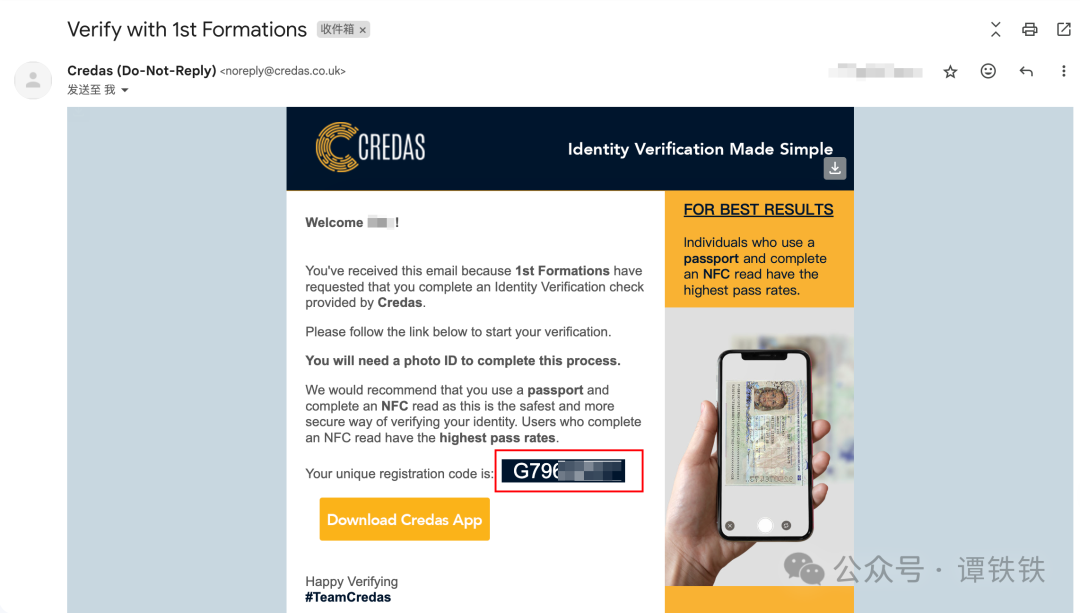 Verify with 1st Formations 收件箱 ×
Credas (Do-Not-Reply) <noreply@credas.co.uk>
发送至 我
CREDAS
Identity Verification Made Simple
Welcome !
You've received this email because 1st Formations have
requested that you complete an Identity Verification check
provided by Credas.
Please follow the link below to start your verification.
You will need a photo ID to complete this process.
We would recommend that you use a passport and
complete an NFC read as this is the safest and more
secure way of verifying your identity. Users who complete
an NFC read have the highest pass rates.
Your unique registration code is: G796
Download Credas App
Happy Verifying
#TeamCredas
FOR BEST RESULTS
Individuals who use a
passport and complete
an NFC read have the
highest pass rates.
公众号 · 谭铁铁